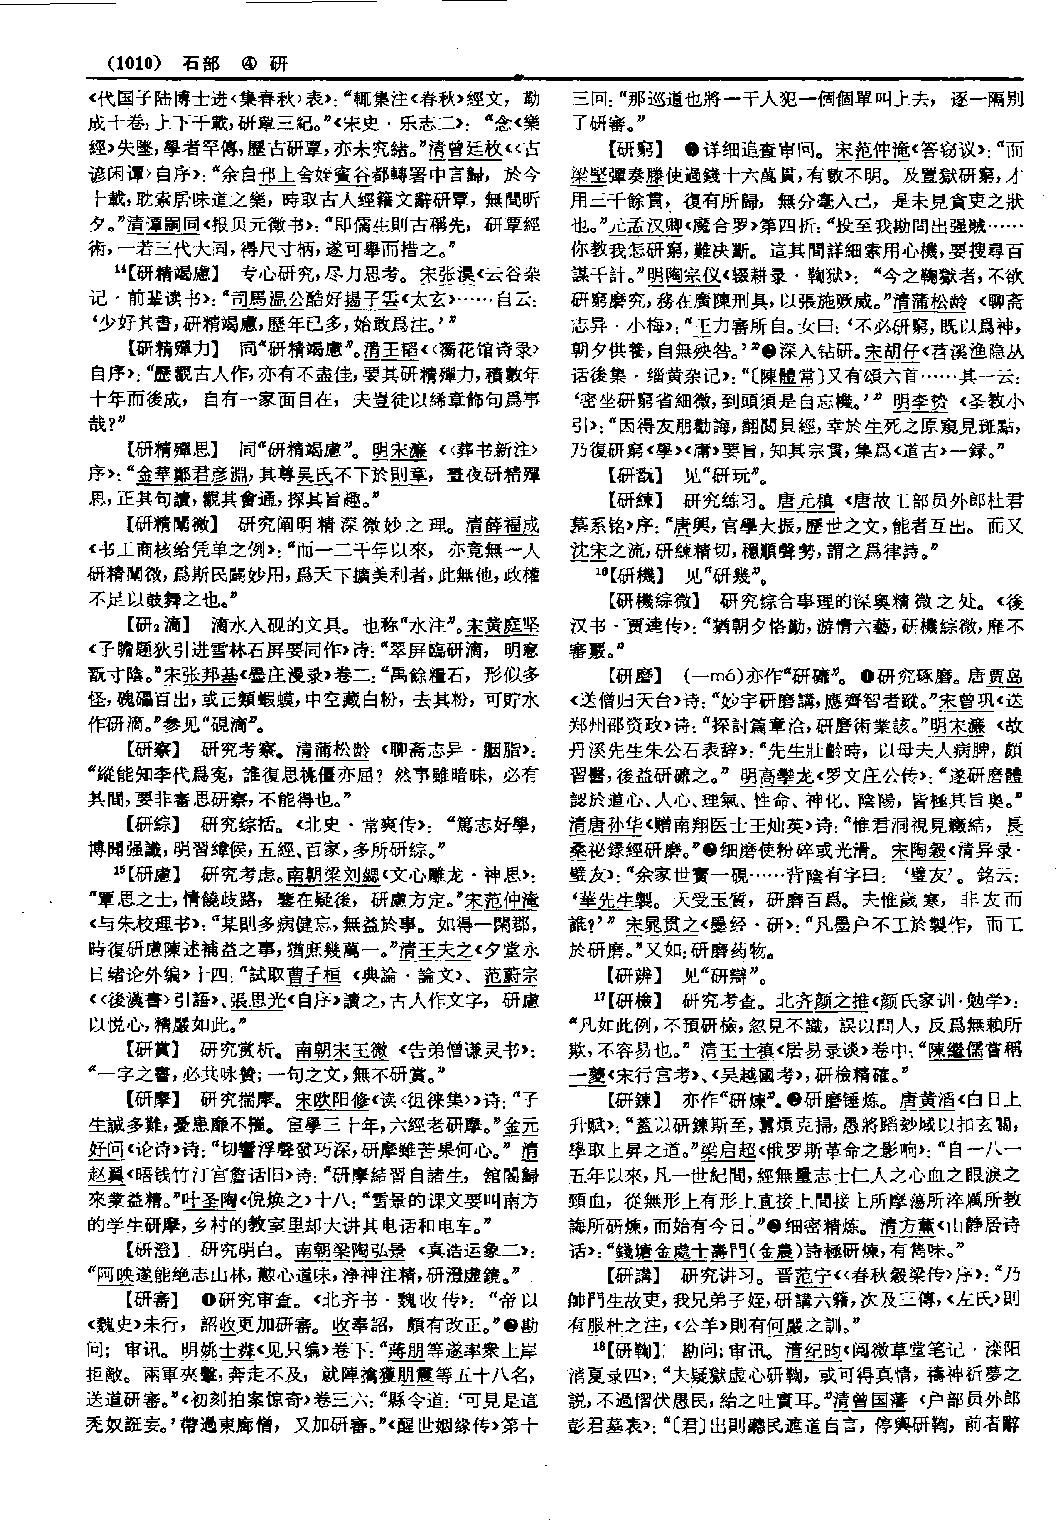 (1010) 石部 ④ 研
《代国子陆博士进〈集春秋〉表》：“輒集注《春秋》經文，勒
成十卷，上下千載，研覃三紀。”《宋史·乐志二》：“念《樂
經》失墜，學者罕傳，歷古研覃，亦未究緒。”清曾廷枚《〈古
諺闲谭〉自序》：“余自邗上舍姪賓谷都轉署中言歸，於今
十載，耽索居味道之樂，時取古人經籍文辭研覃，無間昕
夕。”清潭嗣同《报贝元徵书》：“即儒生則古稱先，研覃經
術，一若三代大同，得尺寸柄，遂可舉而措之。”
14【研精竭慮】 专心研究，尽力思考。宋张淏《云谷杂
记·前辈读书》：“司馬温公酷好揚子雲《太玄》……自云：
‘少好其書，研精竭慮，歷年已多，始敢爲注。’”
【研精殫力】 同“研精竭慮”。清王韬《〈蘅花馆诗录〉
自序》：“歷觀古人作，亦有不盡佳，要其研精殫力，積數年
十年而後成，自有一家面目在，夫豈徒以絺章飾句爲事
哉？”
【研精殫思】 同“研精竭慮”。明宋濂《〈葬书新注〉
序》：“金華鄭君彦淵，其尊吴氏不下於則章，晝夜研精殫
思，正其句讀，觀其會通，探其旨趣。”
【研精闡微】 研究阐明精深微妙之理。清薛福成
《书工商核给凭单之例》：“而一二千年以來，亦竟無一人
研精闡微，爲斯民闢妙用，爲天下擴美利者，此無他，政權
不足以鼓舞之也。”
【研₂滴】 滴水入砚的文具。也称“水注”。宋黄庭坚
《子瞻题狄引进雪林石屏要同作》诗：“翠屏臨研滴，明窻
翫寸陰。”宋张邦基《墨庄漫录》卷二：“禹餘糧石，形似多
怪，磈礧百出，或正類蝦蟆，中空藏白粉，去其粉，可貯水
作研滴。”参见“硯滴”。
【研察】 研究考察。清蒲松龄《聊斋志异·胭脂》：
“縱能知李代爲冤，誰復思桃僵亦屈？然事雖暗昧，必有
其間，要非審思研察，不能得也。”
【研綜】 研究综括。《北史·常爽传》：“篤志好學，
博聞强識，明習緯候，五經、百家，多所研綜。”
15【研慮】 研究考虑。南朝梁刘勰《文心雕龙·神思》：
“覃思之士，情饒歧路，鑒在疑後，研慮方定。”宋范仲淹
《与朱校理书》：“某則多病健忘，無益於事。如得一閑郡，
時復研慮陳述補益之事，猶庶幾萬一。”清王夫之《夕堂永
日绪论外编》十四：“試取曹子桓《典論·論文》、范蔚宗
《〈後漢書〉引語》、張思光《自序》讀之，古人作文字，研慮
以悦心，精嚴如此。”
【研賞】 研究赏析。南朝宋王微《告弟僧谦灵书》：
“一字之書，必共咏贊；一句之文，無不研賞。”
【研摩】 研究揣摩。宋欧阳修《读〈徂徕集〉》诗：“子
生誠多難，憂患靡不罹。宦學三十年，六經老研摩。”金元
好问《论诗》诗：“切響浮聲發巧深，研摩雖苦果何心。”清
赵翼《晤钱竹汀宫詹话旧》诗：“研摩結習自諸生，館閣歸
來業益精。”叶圣陶《倪焕之》十八：“雪景的课文要叫南方
的学生研摩，乡村的教室里却大讲其电话和电车。”
【研澄】 研究明白。南朝梁陶弘景《真诰运象二》：
“阿映遂能绝志山林，散心道味，净神注精，研澄虚鏡。”
【研審】 ❶研究审查。《北齐书·魏收传》：“帝以
《魏史》未行，詔收更加研審。收奉詔，頗有改正。”❷勘
问；审讯。明姚士粦《见只编》卷下：“蔣朋等遂率衆上岸
拒敵。兩軍夾擊，奔走不及，就陣擒獲朋震等五十八名，
送道研審。”《初刻拍案惊奇》卷三六：“縣令道：‘可見是這
秃奴誑妄。’帶過東廊僧，又加研審。”《醒世姻缘传》第十
三回：“那巡道也將一干人犯一個個單叫上去，逐一隔别
了研審。”
【研窮】 ❶详细追查审问。宋范仲淹《答窃议》：“而
梁堅彈奏滕使過錢十六萬貫，有數不明。及置獄研窮，才
用三千餘貫，復有所歸，無分毫入己，是未見貪吏之狀
也。”元孟汉卿《魔合罗》第四折：“投至我勘問出强賊……
你教我怎研窮，難决斷。這其間詳細索用心機，要搜尋百
謀千計。”明陶宗仪《辍耕录·鞠狱》：“今之鞠獄者，不欲
研窮磨究，務在廣陳刑具，以張施厥威。”清蒲松龄《聊斋
志异·小梅》：“王力審所自。女曰：‘不必研窮，既以爲神，
朝夕供養，自無殃咎。’”❷深入钻研。宋胡仔《苕溪渔隐丛
话後集·缁黄杂记》：“〔陳體常〕又有頌六首……其一云：
‘密坐研窮省細微，到頭須是自忘機。’”明李贽《圣教小
引》：“因得友朋勸誨，翻閲貝經，幸於生死之原窺見斑點，
乃復研窮《學》《庸》要旨，知其宗貫，集爲《道古》一録。”
【研翫】 见“研玩”。
【研練】 研究练习。唐元稹《唐故工部员外郎杜君
墓系铭》序：“唐興，官學大振，歷世之文，能者互出。而又
沈宋之流，研練精切，穩順聲勢，謂之爲律詩。”
16【研機】 见“研幾”。
【研機綜微】 研究综合事理的深奥精微之处。《後
汉书·贾逵传》：“猶朝夕恪勤，游情六藝，研機綜微，靡不
審覈。”
【研磨】 （—mó）亦作“研礳”。❶研究琢磨。唐贾岛
《送僧归天台》诗：“妙宇研磨講，應齊智者蹤。”宋曾巩《送
郑州邵资政》诗：“探討篇章洽，研磨術業該。”明宋濂《故
丹溪先生朱公石表辞》：“先生壯齡時，以母夫人病脾，頗
習醫，後益研礳之。”明高攀龙《罗文庄公传》：“遂研磨體
認於道心、人心、理氣、性命、神化、陰陽，皆極其旨奥。”
清唐孙华《赠南翔医士王灿英》诗：“惟君洞視見癥結，長
桑祕録經研磨。”❷细磨使粉碎或光滑。宋陶穀《清异录·
璧友》：“余家世寶一硯……背陰有字曰：‘璧友’。銘云：
‘華先生製。天受玉質，研磨百爲。夫惟歲寒，非友而
誰？’”宋晁贯之《墨经·研》：“凡墨户不工於製作，而工
於研磨。”又如：研磨药物。
【研辨】 见“研辯”。
17【研檢】 研究考查。北齐颜之推《颜氏家训·勉学》：
“凡如此例，不預研檢，忽見不識，誤以問人，反爲無賴所
欺，不容易也。”清王士禛《居易录谈》卷中：“陳繼儒嘗稱
一夔《宋行宫考》、《吴越國考》，研檢精確。”
【研鍊】 亦作“研煉”。❶研磨锤炼。唐黄滔《白日上
升赋》：“蓋以研鍊斯至，翼煩克掃，愚將蹈妙域以扣玄關，
學取上昇之道。”梁启超《俄罗斯革命之影响》：“自一八一
五年以來，凡一世紀間，經無量志士仁人之心血之眼淚之
頸血，從無形上有形上直接上間接上所摩蕩所淬厲所教
誨所研煉，而始有今日。”❷细密精炼。清方薰《山静居诗
话》：“錢塘金處士壽門（金農）詩極研煉，有雋味。”
【研講】 研究讲习。晋范宁《〈春秋穀梁传〉序》：“乃
帥門生故吏，我兄弟子姪，研講六籍，次及三傳，《左氏》則
有服杜之注，《公羊》則有何嚴之訓。”
18【研鞫】 勘问；审讯。清纪昀《阅微草堂笔记·滦阳
消夏录四》：“夫疑獄虚心研鞫，或可得真情，禱神祈夢之
説，不過慴伏愚民，紿之吐實耳。”清曾国藩《户部员外郎
彭君墓表》：“〔君〕出則聽民遮道自言，停輿研鞫，前者辭